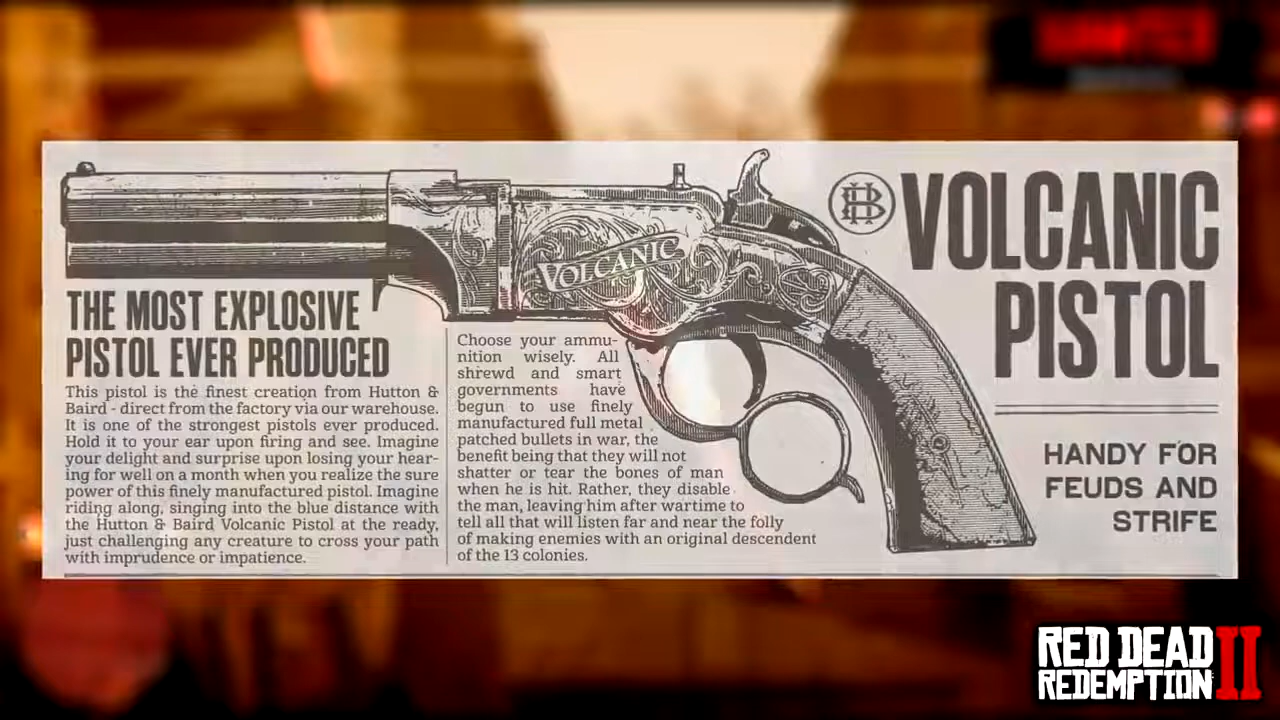 VOLCANIC
HB
VOLCANIC
PISTOL
THE MOST EXPLOSIVE
PISTOL EVER PRODUCED
This pistol is the finest creation from Hutton &
Baird - direct from the factory via our warehouse.
It is one of the strongest pistols ever produced.
Hold it to your ear upon firing and see. Imagine
your delight and surprise upon losing your hear-
ing for well on a month when you realize the sure
power of this finely manufactured pistol. Imagine
riding along, singing into the blue distance with
the Hutton & Baird Volcanic Pistol at the ready,
just challenging any creature to cross your path
with imprudence or impatience.
Choose your ammu-
nition wisely. All
shrewd and smart
governments have
begun to use finely
manufactured full metal
patched bullets in war, the
benefit being that they will not
shatter or tear the bones of man
when he is hit. Rather, they disable
the man, leaving him after wartime to
tell all that will listen far and near the folly
of making enemies with an original descendent
of the 13 colonies.
HANDY FOR
FEUDS AND
STRIFE
RED DEAD
REDEMPTION II